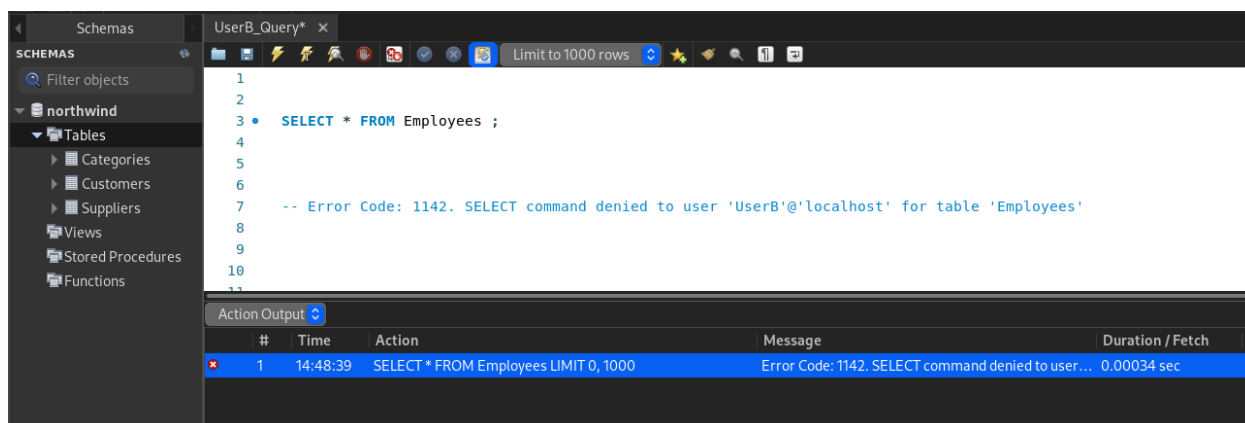 Schemas
UserB_Query* ×
SCHEMAS
Limit to 1000 rows
Filter objects
northwind
Tables
Categories
Customers
Suppliers
Views
Stored Procedures
Functions
1
2
3 SELECT * FROM Employees ;
4
5
6
7 -- Error Code: 1142. SELECT command denied to user 'UserB'@'localhost' for table 'Employees'
8
9
10
11
Action Output
# Time Action Message Duration / Fetch
1 14:48:39 SELECT * FROM Employees LIMIT 0, 1000 Error Code: 1142. SELECT command denied to user... 0.00034 sec